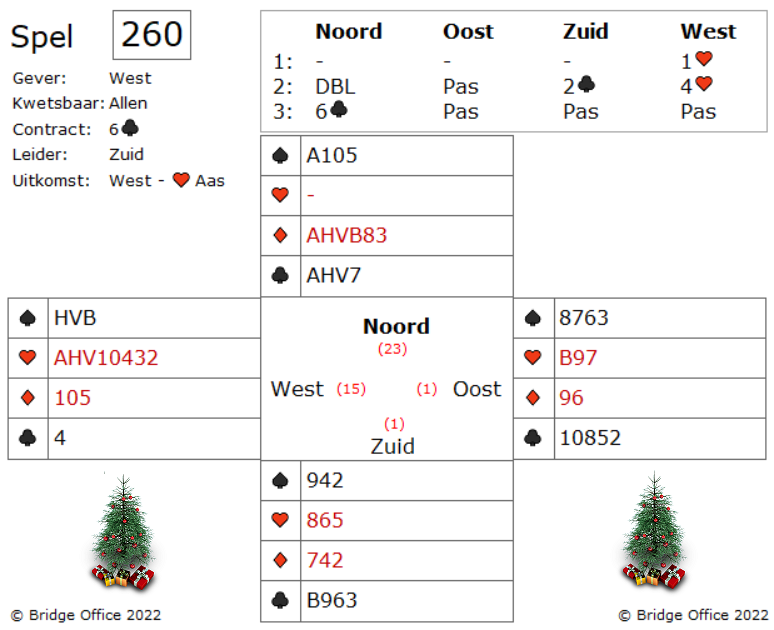 Spel 260
Noord Oost Zuid West
1: - - - 1♥
2: DBL Pas 2♣ 4♥
3: 6♣ Pas Pas Pas
Gever: West
Kwetsbaar: Allen
Contract: 6♣
Leider: Zuid
Uitkomst: West - ♥ Aas
♠ A105
♥ -
♦ AHVB83
♣ AHV7
♠ HVB
♥ AHV10432
♦ 105
♣ 4
Noord
(23)
West (15) (1) Oost
(1)
Zuid
♠ 8763
♥ B97
♦ 96
♣ 10852
♠ 942
♥ 865
♦ 742
♣ B963
© Bridge Office 2022
© Bridge Office 2022